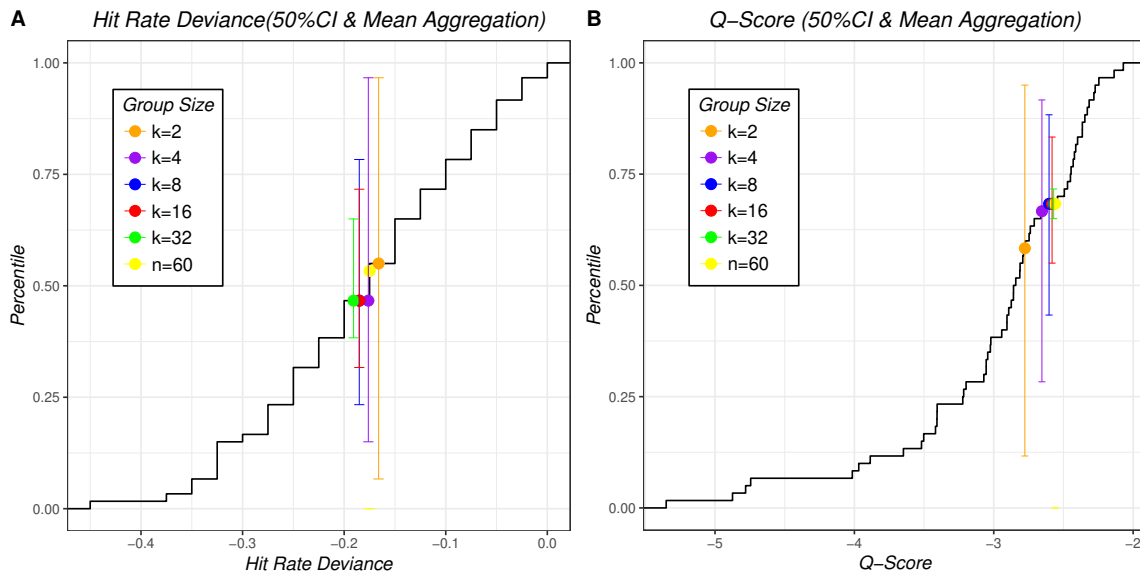 A
Hit Rate Deviance(50%CI & Mean Aggregation)
1.00
0.75
0.50
0.25
0.00
Percentile
Group Size
k=2
k=4
k=8
k=16
k=32
n=60
−0.4
−0.3
−0.2
−0.1
0.0
Hit Rate Deviance
B
Q−Score (50%CI & Mean Aggregation)
1.00
0.75
0.50
0.25
0.00
Percentile
Group Size
k=2
k=4
k=8
k=16
k=32
n=60
−5
−4
−3
−2
Q−Score